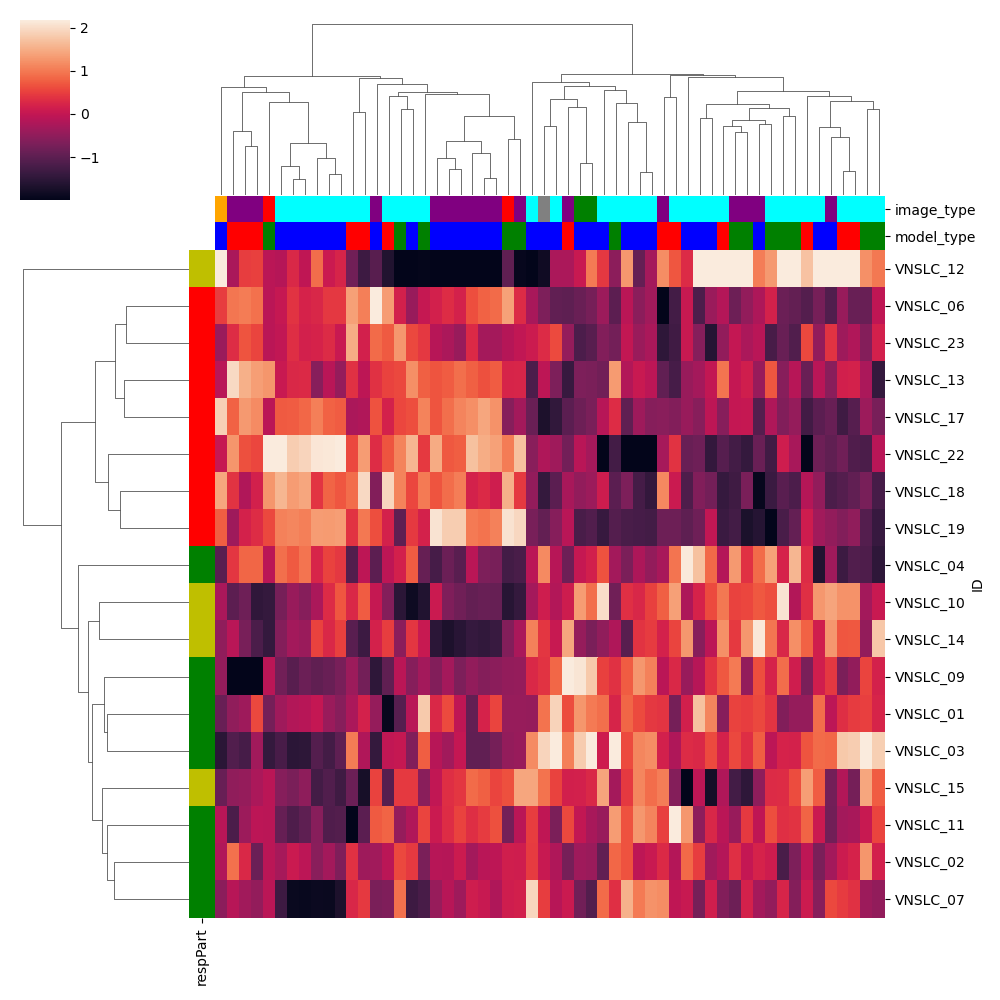 2
1
0
−1
image_type
model_type
VNSLC_12
VNSLC_06
VNSLC_23
VNSLC_13
VNSLC_17
VNSLC_22
VNSLC_18
VNSLC_19
VNSLC_04
ID
VNSLC_10
VNSLC_14
VNSLC_09
VNSLC_01
VNSLC_03
VNSLC_15
VNSLC_11
VNSLC_02
VNSLC_07
respPart